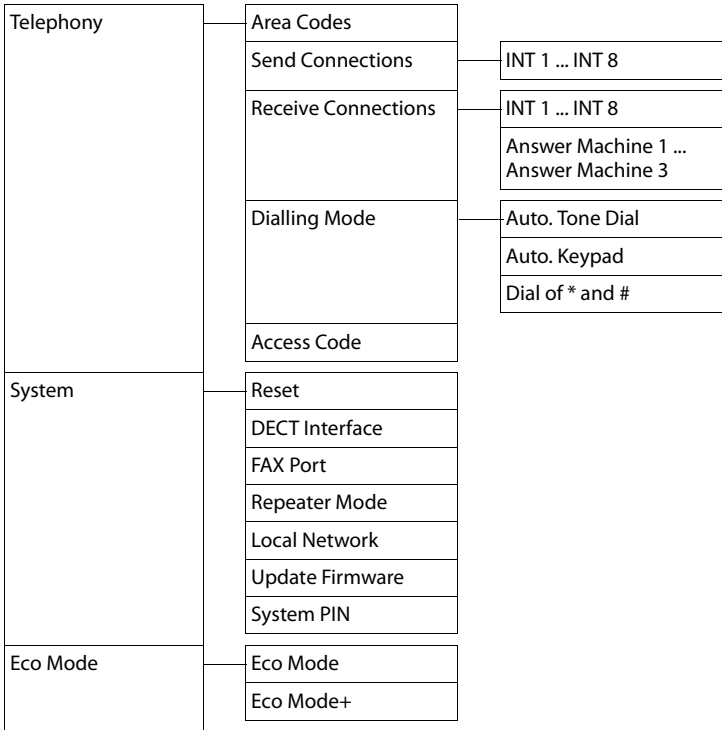 Telephony
Area Codes
Send Connections
INT 1 ... INT 8
Receive Connections
INT 1 ... INT 8
Answer Machine 1 ...
Answer Machine 3
Dialling Mode
Auto. Tone Dial
Auto. Keypad
Dial of * and #
Access Code
System
Reset
DECT Interface
FAX Port
Repeater Mode
Local Network
Update Firmware
System PIN
Eco Mode
Eco Mode
Eco Mode+